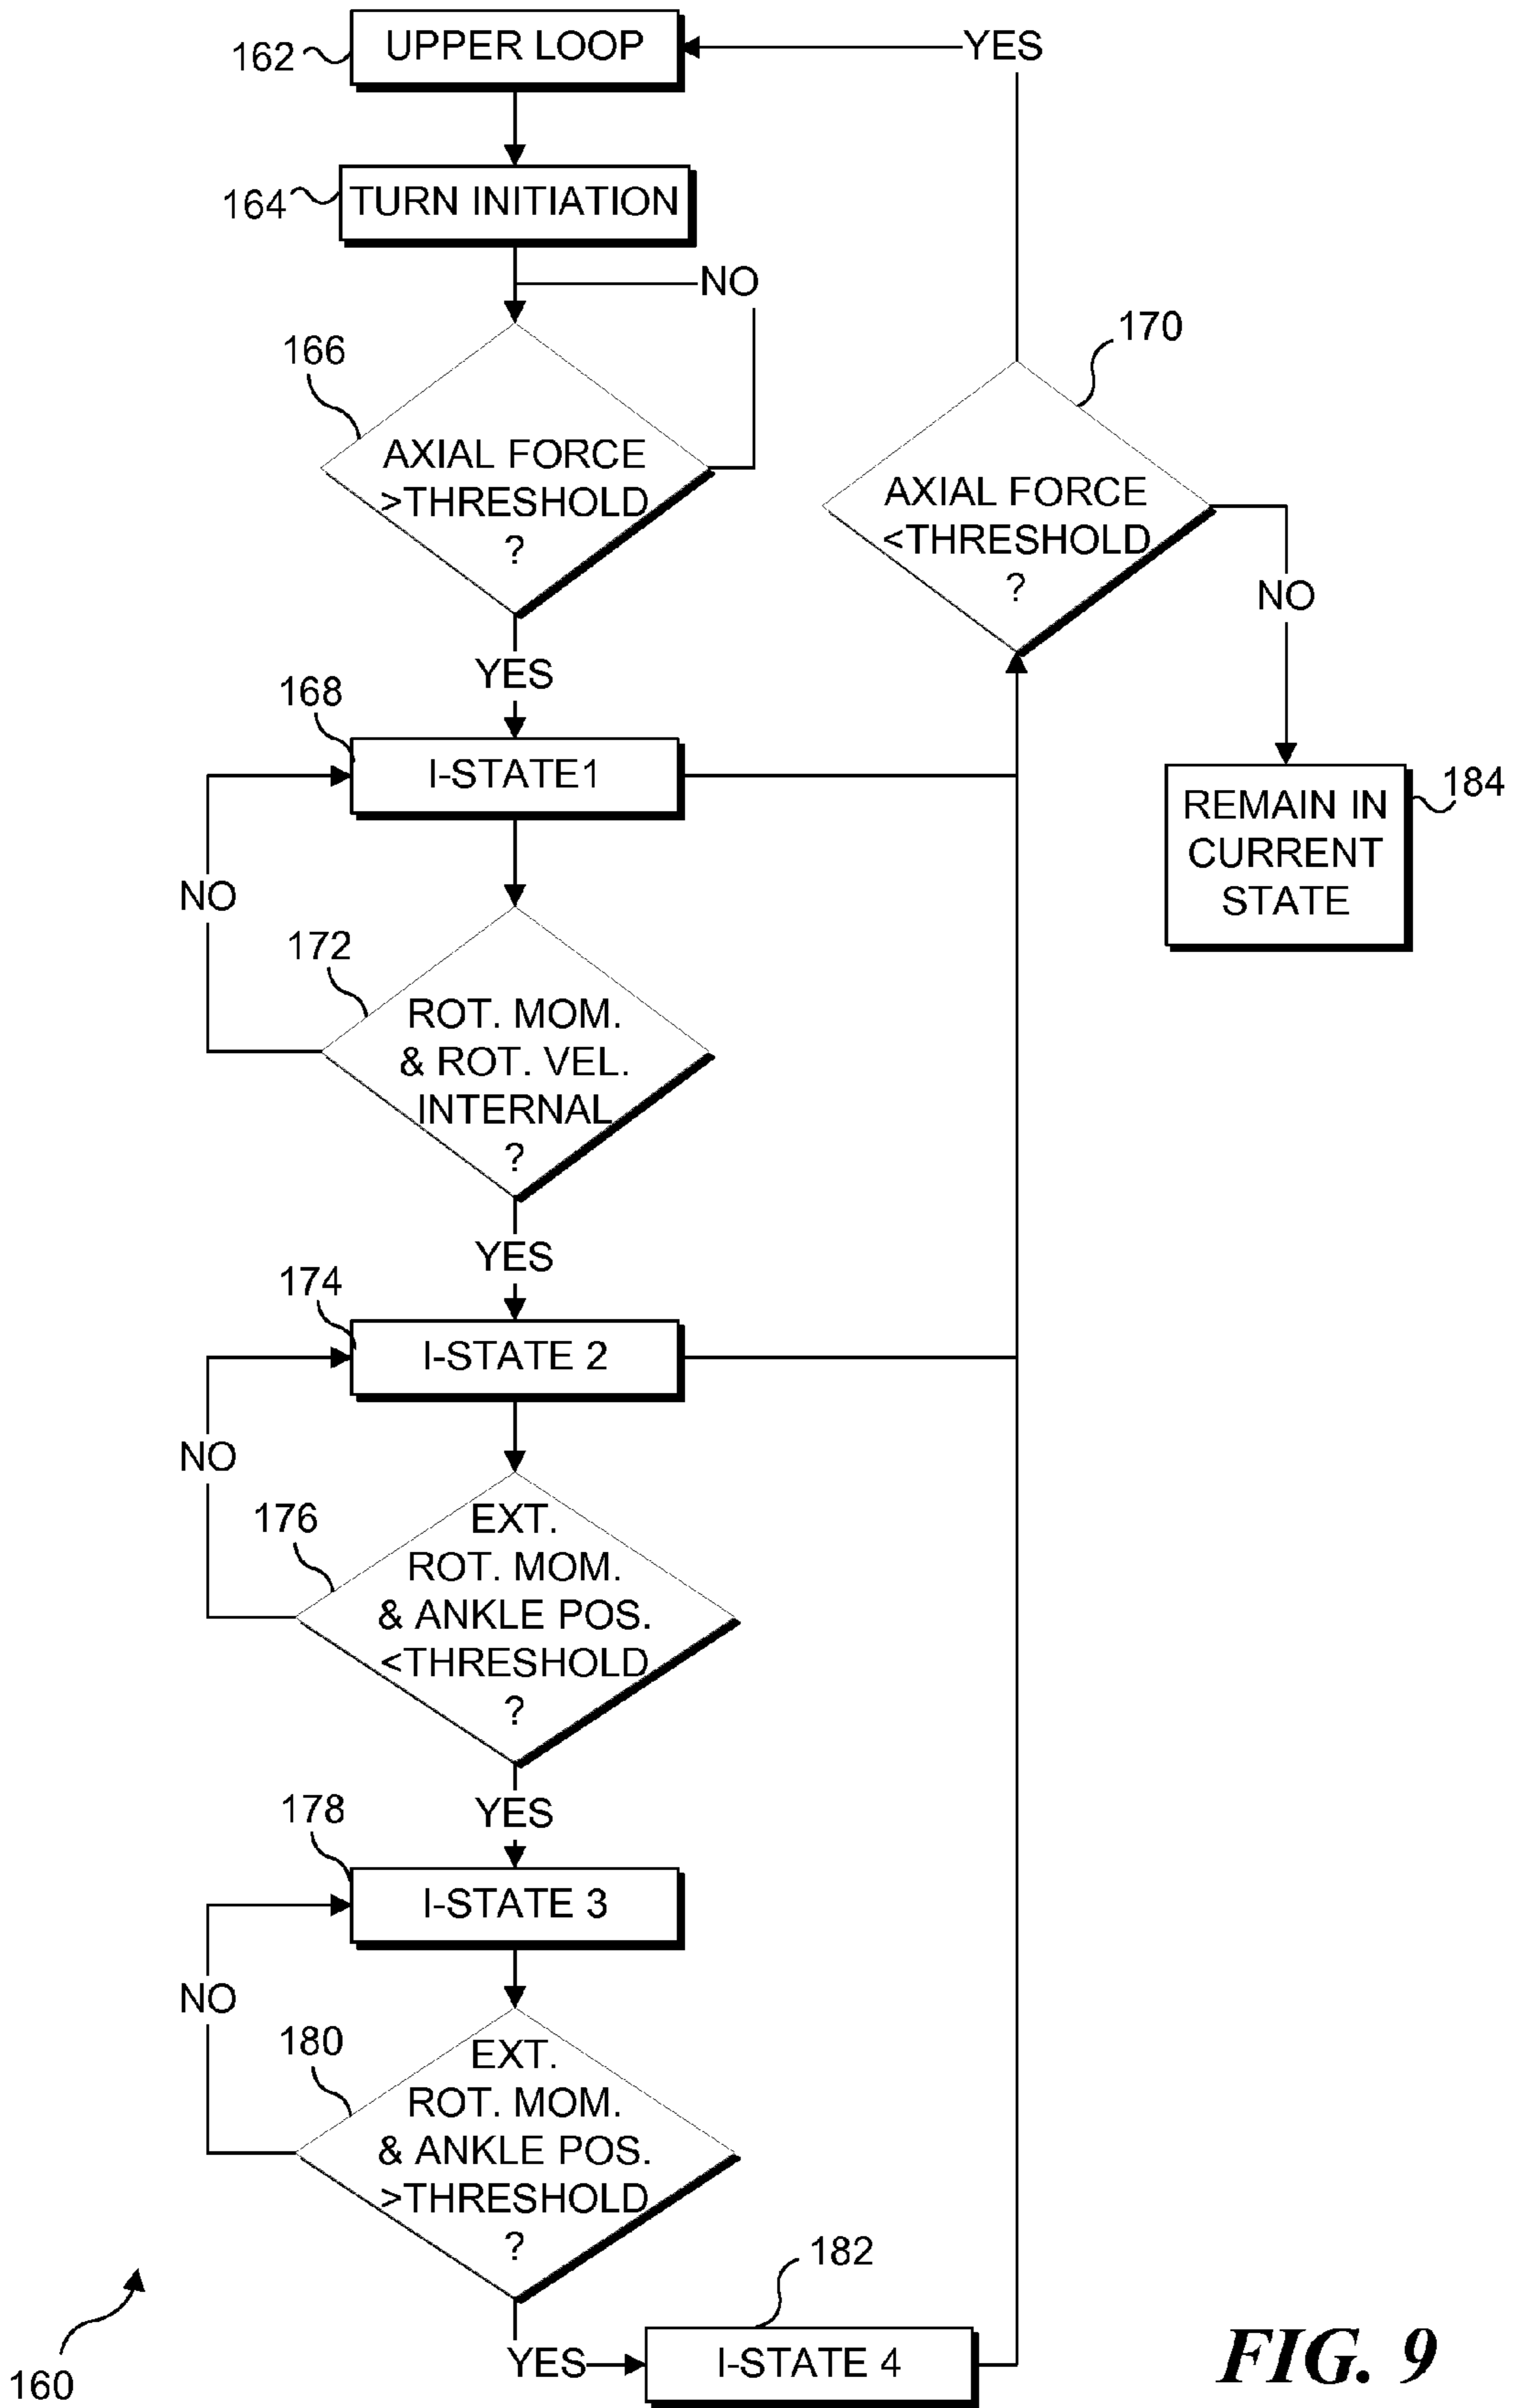 162
UPPER LOOP
YES
164
TURN INITIATION
NO
166
AXIAL FORCE
>THRESHOLD
?
170
AXIAL FORCE
<THRESHOLD
?
NO
YES
168
I-STATE1
184
REMAIN IN
CURRENT
STATE
NO
172
ROT. MOM.
& ROT. VEL.
INTERNAL
?
YES
174
I-STATE 2
NO
176
EXT.
ROT. MOM.
& ANKLE POS.
<THRESHOLD
?
YES
178
I-STATE 3
NO
180
EXT.
ROT. MOM.
& ANKLE POS.
>THRESHOLD
?
182
YES
I-STATE 4
160
FIG. 9